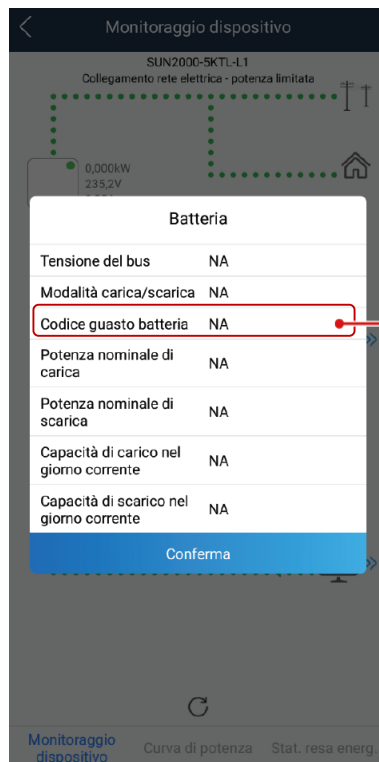 Monitoraggio dispositivo
SUN2000-5KTL-L1
Collegamento rete elettrica - potenza limitata
0,000kW
235,2V
Batteria
Tensione del bus NA
Modalità carica/scarica NA
Codice guasto batteria NA
Potenza nominale di
carica
NA
Potenza nominale di
scarica
NA
Capacità di carico nel
giorno corrente
NA
Capacità di scarico nel
giorno corrente
NA
Conferma
Monitoraggio
dispositivo
Curva di potenza
Stat. resa energ.